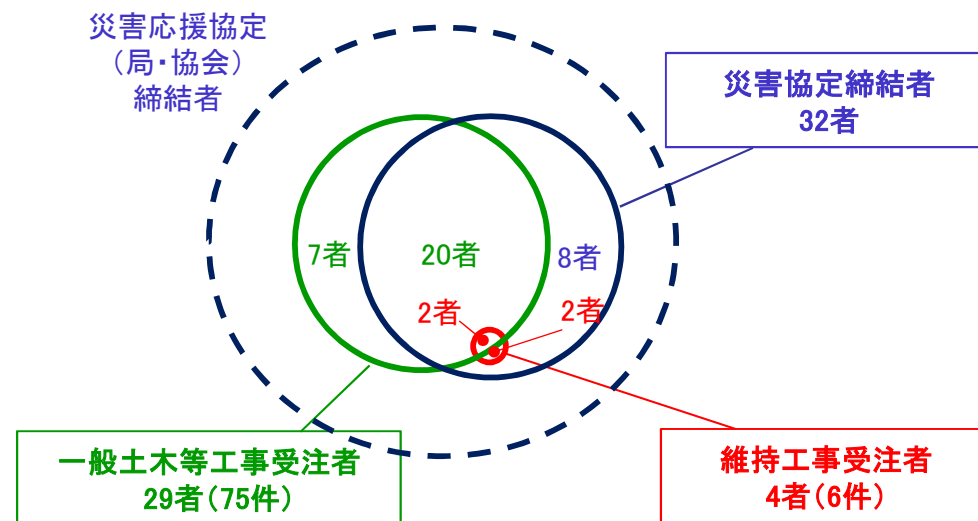 災害応援協定
（局・協会）
締結者
災害協定締結者
32者
7者
20者
8者
2者
2者
一般土木等工事受注者
29者（75件）
維持工事受注者
4者（6件）